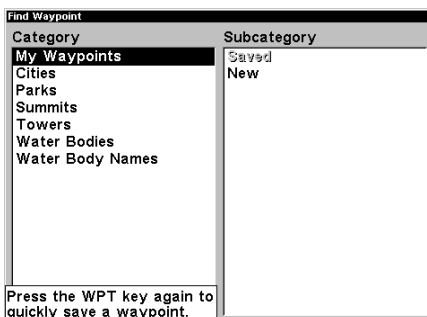 Find Waypoint
Category
My Waypoints
Cities
Parks
Summits
Towers
Water Bodies
Water Body Names
Subcategory
Saved
New
Press the WPT key again to
quickly save a waypoint.